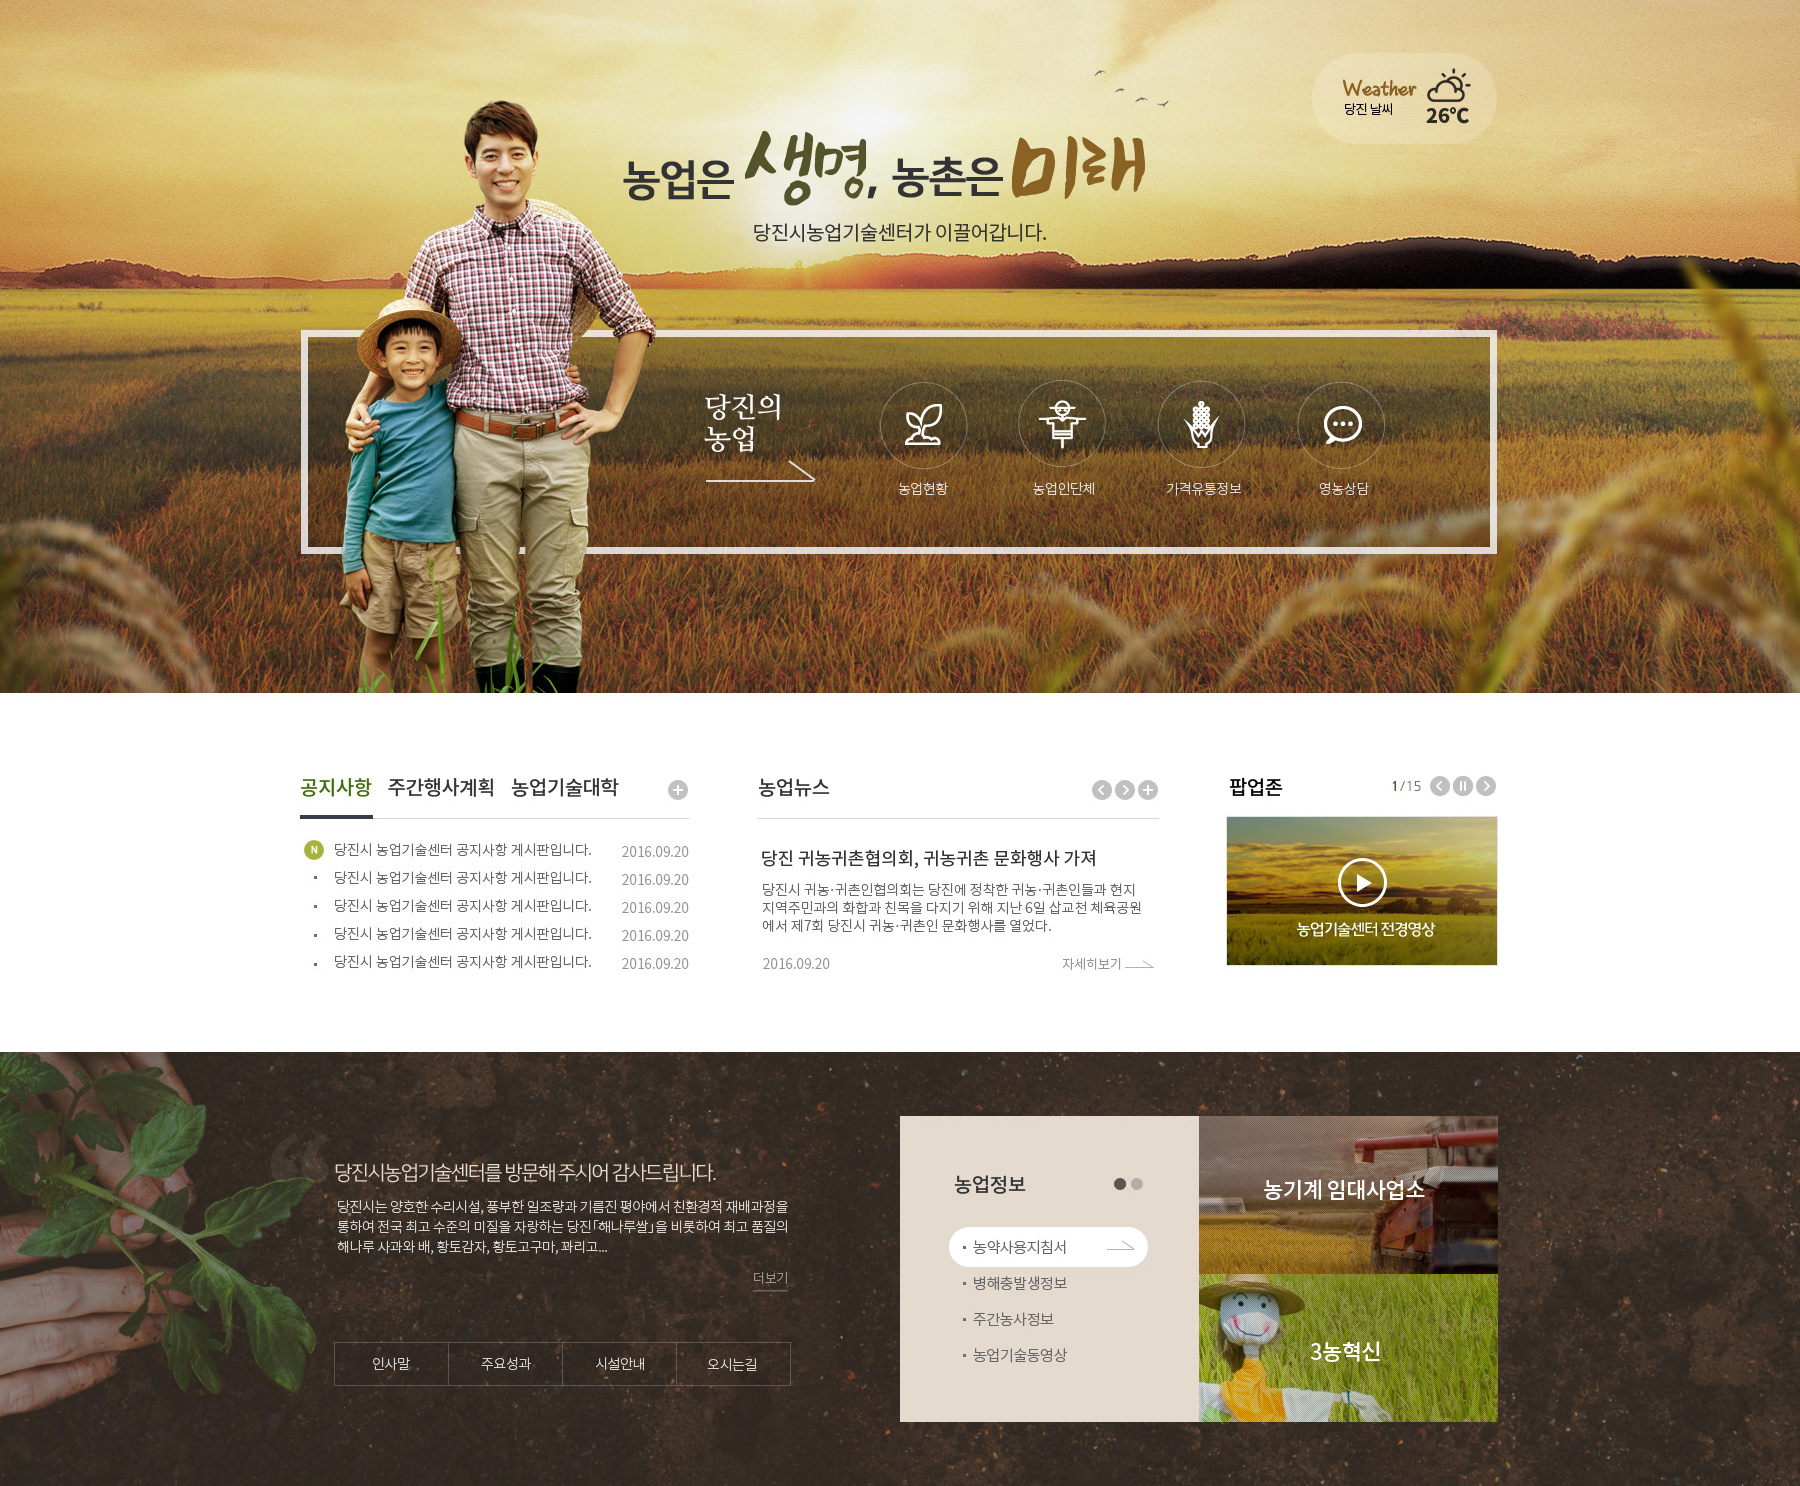 Weather
당진 날씨
26℃
농업은 생명, 농촌은 미래
당진시농업기술센터가 이끌어갑니다.
당진의
농업
농업현황
농업인단체
가격유통정보
영농상담
공지사항 주간행사계획 농업기술대학
N 당진시 농업기술센터 공지사항 게시판입니다. 2016.09.20
당진시 농업기술센터 공지사항 게시판입니다. 2016.09.20
당진시 농업기술센터 공지사항 게시판입니다. 2016.09.20
당진시 농업기술센터 공지사항 게시판입니다. 2016.09.20
당진시 농업기술센터 공지사항 게시판입니다. 2016.09.20
농업뉴스
당진 귀농귀촌협의회, 귀농귀촌 문화행사 가져
당진시 귀농·귀촌인협의회는 당진에 정착한 귀농·귀촌인들과 현지
지역주민과의 화합과 친목을 다지기 위해 지난 6일 삽교천 체육공원
에서 제7회 당진시 귀농·귀촌인 문화행사를 열었다.
2016.09.20
자세히보기
팝업존
1/15
농업기술센터 전경영상
당진시농업기술센터를 방문해 주시어 감사드립니다.
당진시는 양호한 수리시설, 풍부한 일조량과 기름진 평야에서 친환경적 재배과정을
통하여 전국 최고 수준의 미질을 자랑하는 당진「해나루쌀」을 비롯하여 최고 품질의
해나루 사과와 배, 황토감자, 황토고구마, 꽈리고...
더보기
인사말
주요성과
시설안내
오시는길
농업정보
농약사용지침서
병해충발생정보
주간농사정보
농업기술동영상
농기계 임대사업소
3농혁신